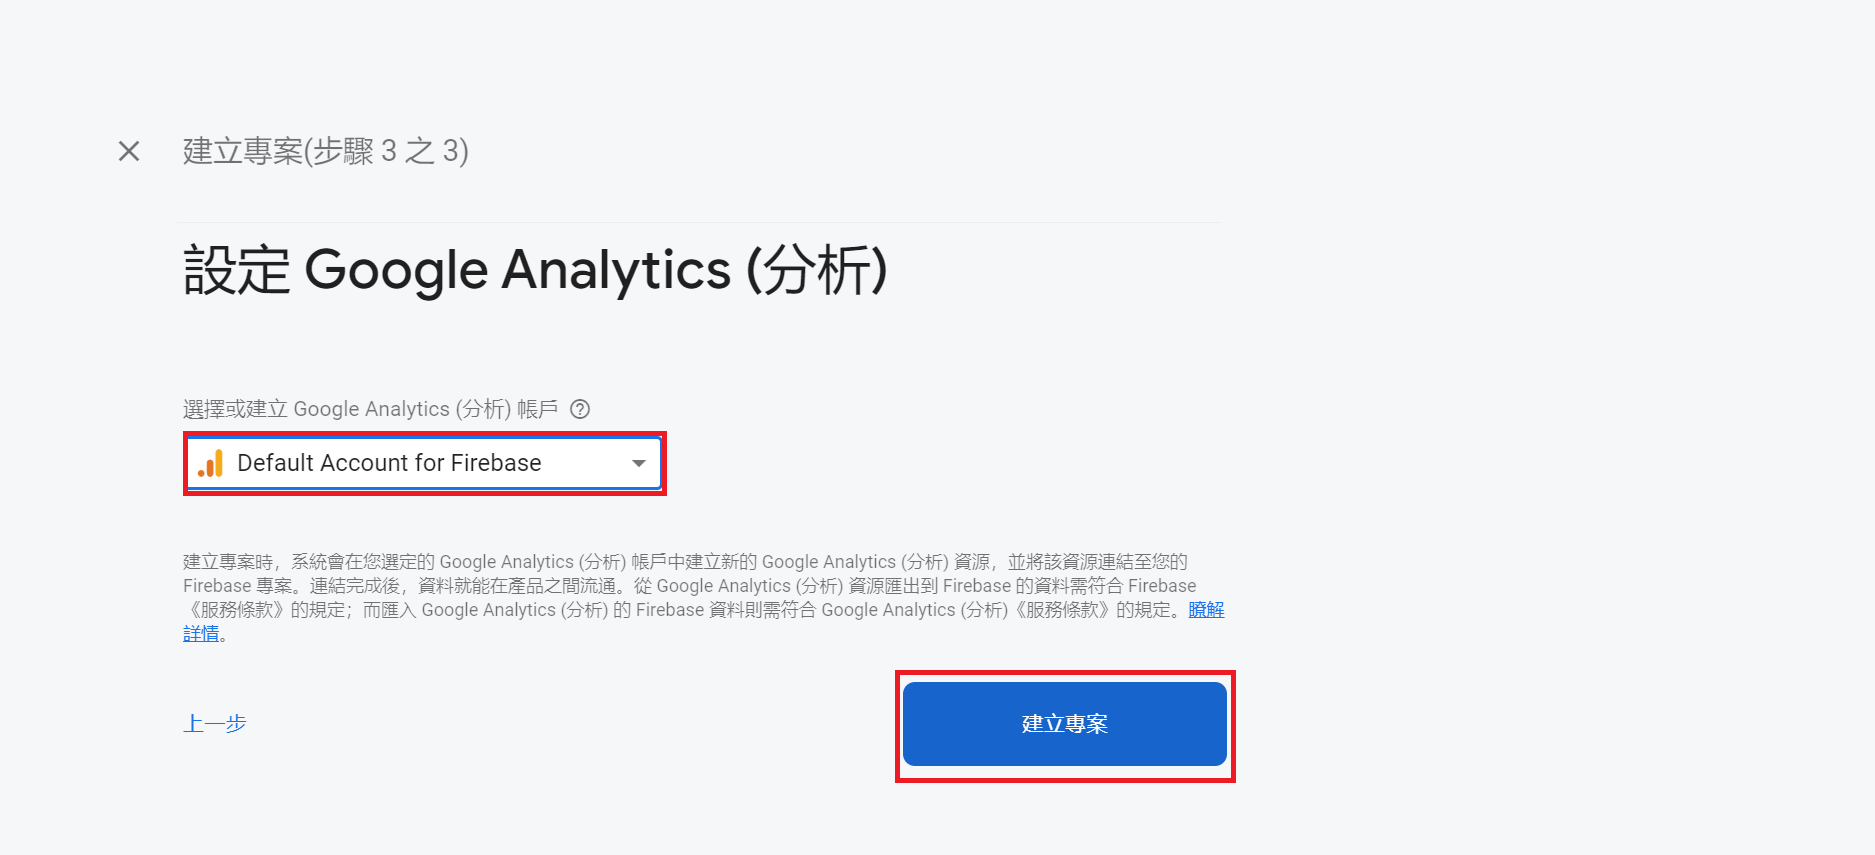 建立專案(步驟 3 之 3)
設定 Google Analytics (分析)
選擇或建立 Google Analytics (分析) 帳戶
Default Account for Firebase
建立專案時，系統會在您選定的 Google Analytics (分析) 帳戶中建立新的 Google Analytics (分析) 資源，並將該資源連結至您的
Firebase 專案。連結完成後，資料就能在產品之間流通。從 Google Analytics (分析) 資源匯出到 Firebase 的資料需符合 Firebase
《服務條款》的規定；而匯入 Google Analytics (分析) 的 Firebase 資料則需符合 Google Analytics (分析)《服務條款》的規定。瞭解
詳情。
上一步
建立專案